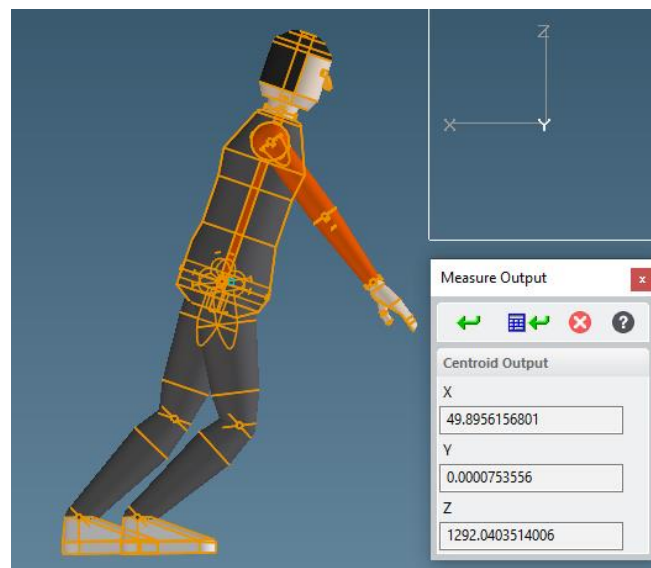 Z
X
Y
Measure Output
x
?
Centroid Output
X
49.8956156801
Y
0.0000753556
Z
1292.0403514006